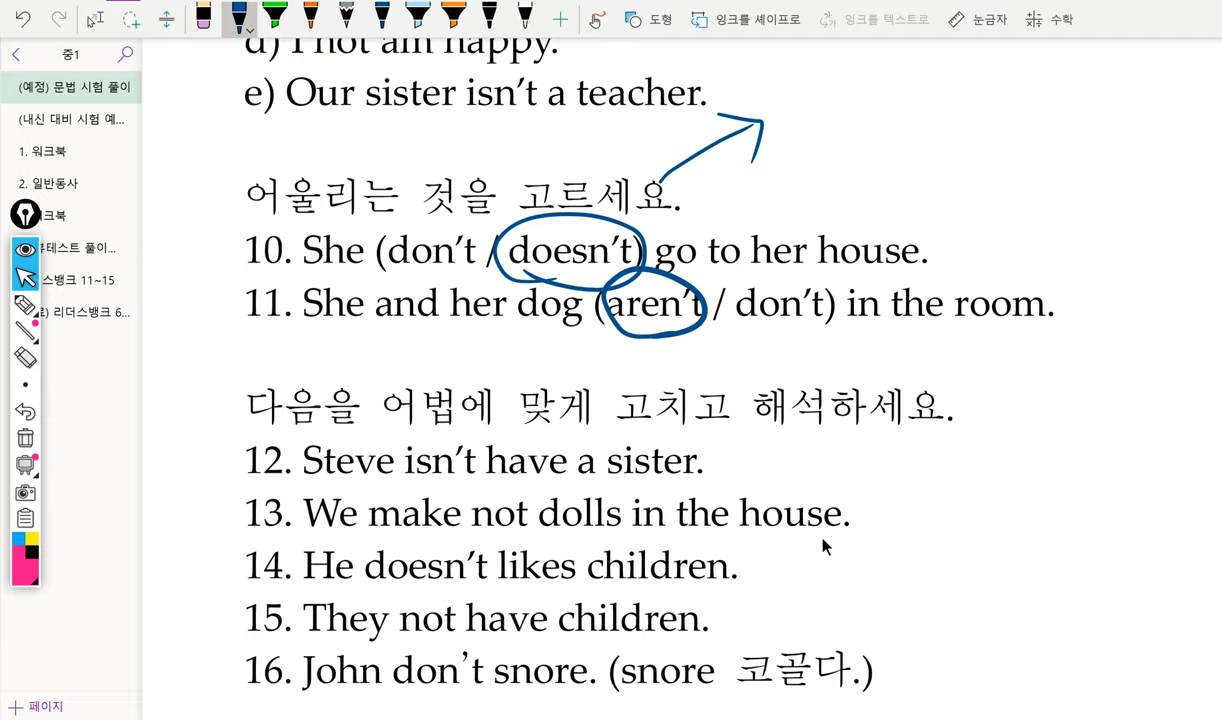 도형
잉크를 셰이프로
잉크를 텍스트로
눈금자
수학
중1
(예정) 문법 시험 풀이
(내신 대비 시험 예...
1. 워크북
2. 일반동사
크북
스뱅크 11~15
) 리더스뱅크 6...
페이지
d) I not am happy.
e) Our sister isn't a teacher.
어울리는 것을 고르세요.
10. She (don't / doesn't) go to her house.
11. She and her dog (aren't / don't) in the room.
다음을 어법에 맞게 고치고 해석하세요.
12. Steve isn't have a sister.
13. We make not dolls in the house.
14. He doesn't likes children.
15. They not have children.
16. John don't snore. (snore 코골다.)